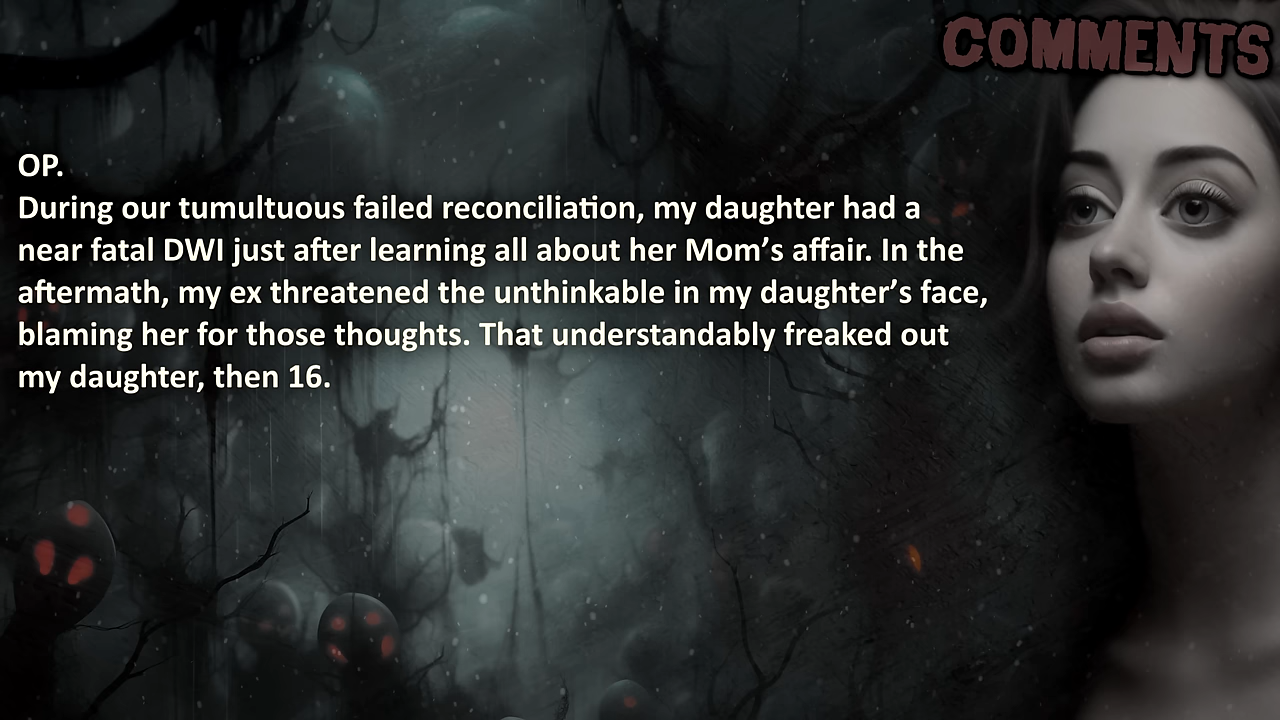 COMMENTS
OP.
During our tumultuous failed reconciliation, my daughter had a
near fatal DWI just after learning all about her Mom’s affair. In the
aftermath, my ex threatened the unthinkable in my daughter’s face,
blaming her for those thoughts. That understandably freaked out
my daughter, then 16.